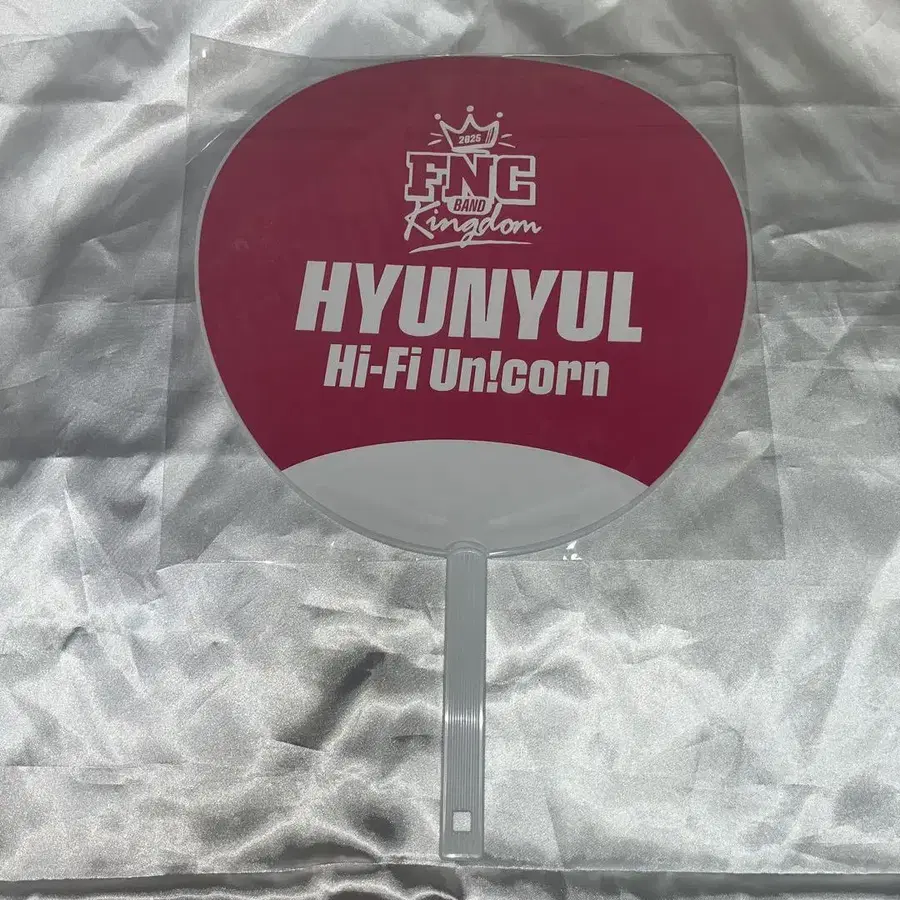 2025
FNC
BAND
Kingdom
HYUNYUL
Hi-Fi Un!corn